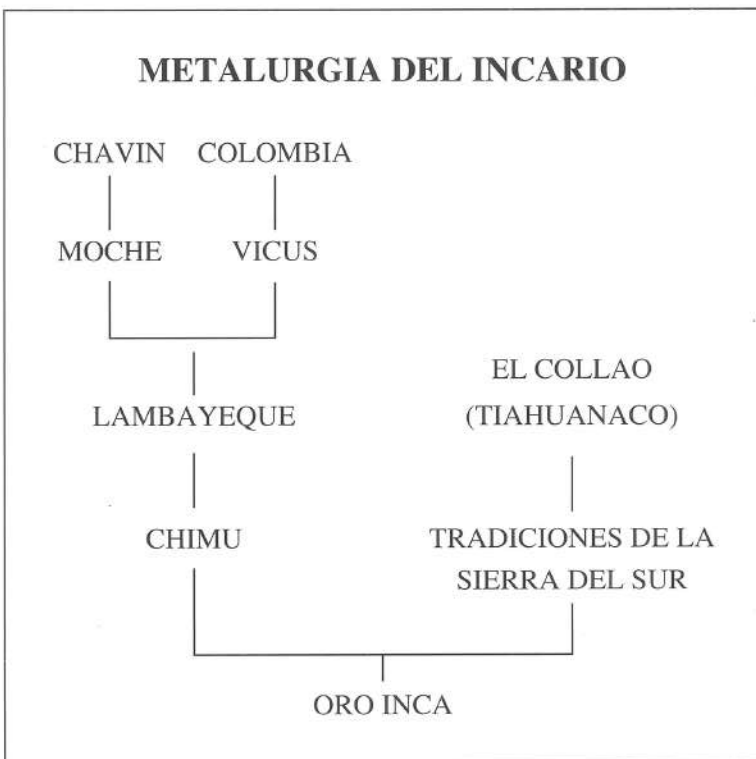 METALURGIA DEL INCARIO
CHAVIN COLOMBIA
MOCHE VICUS
EL COLLAO
LAMBAYEQUE (TIAHUANACO)
CHIMU TRADICIONES DE LA
SIERRA DEL SUR
ORO INCA